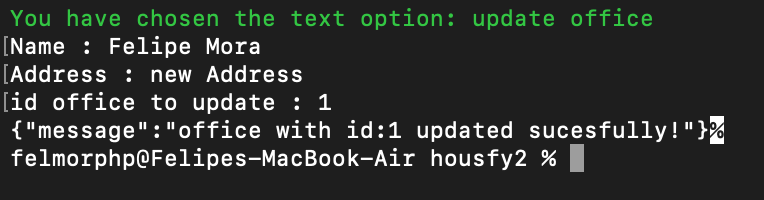 You have chosen the text option: update office
[Name : Felipe Mora
[Address : new Address
[id office to update : 1
{"message":"office with id:1 updated sucesfully!"}%
felmorphp@Felipes-MacBook-Air housfy2 %